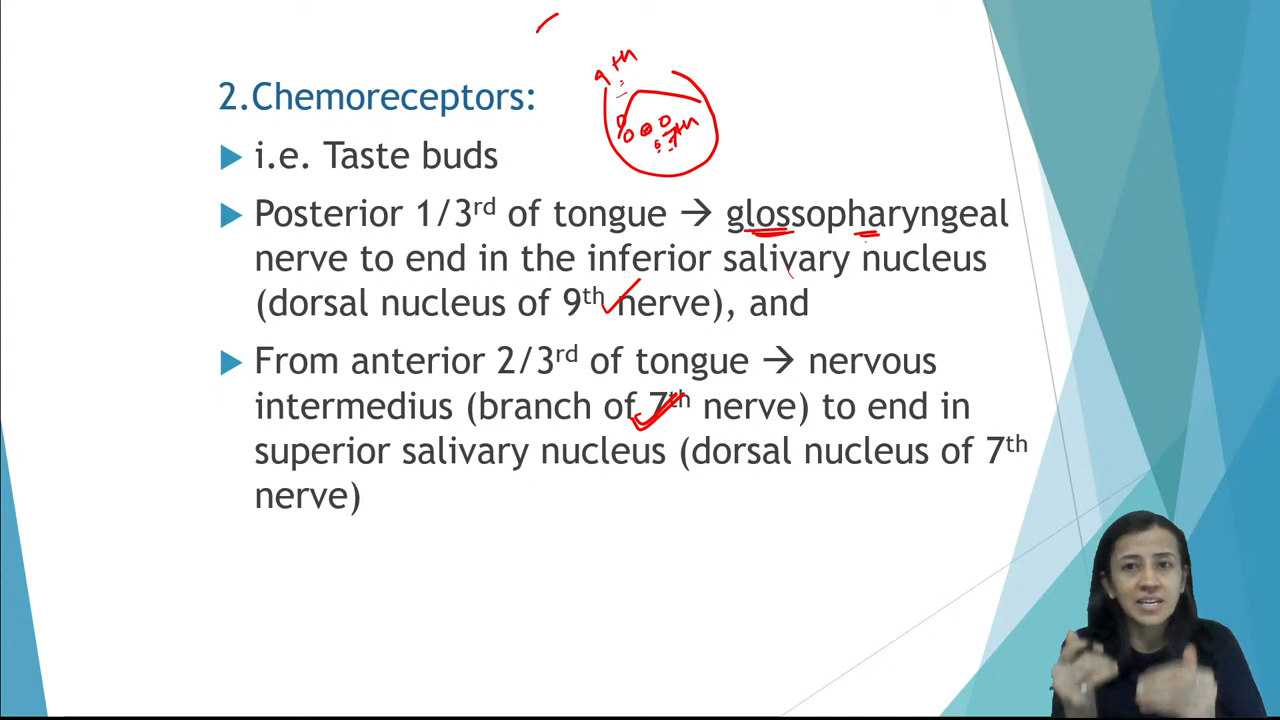 9th
7th
2.Chemoreceptors:
i.e. Taste buds
Posterior 1/3rd of tongue → glossopharyngeal
nerve to end in the inferior salivary nucleus
(dorsal nucleus of 9th nerve), and
From anterior 2/3rd of tongue → nervous
intermedius (branch of 7th nerve) to end in
superior salivary nucleus (dorsal nucleus of 7th
nerve)